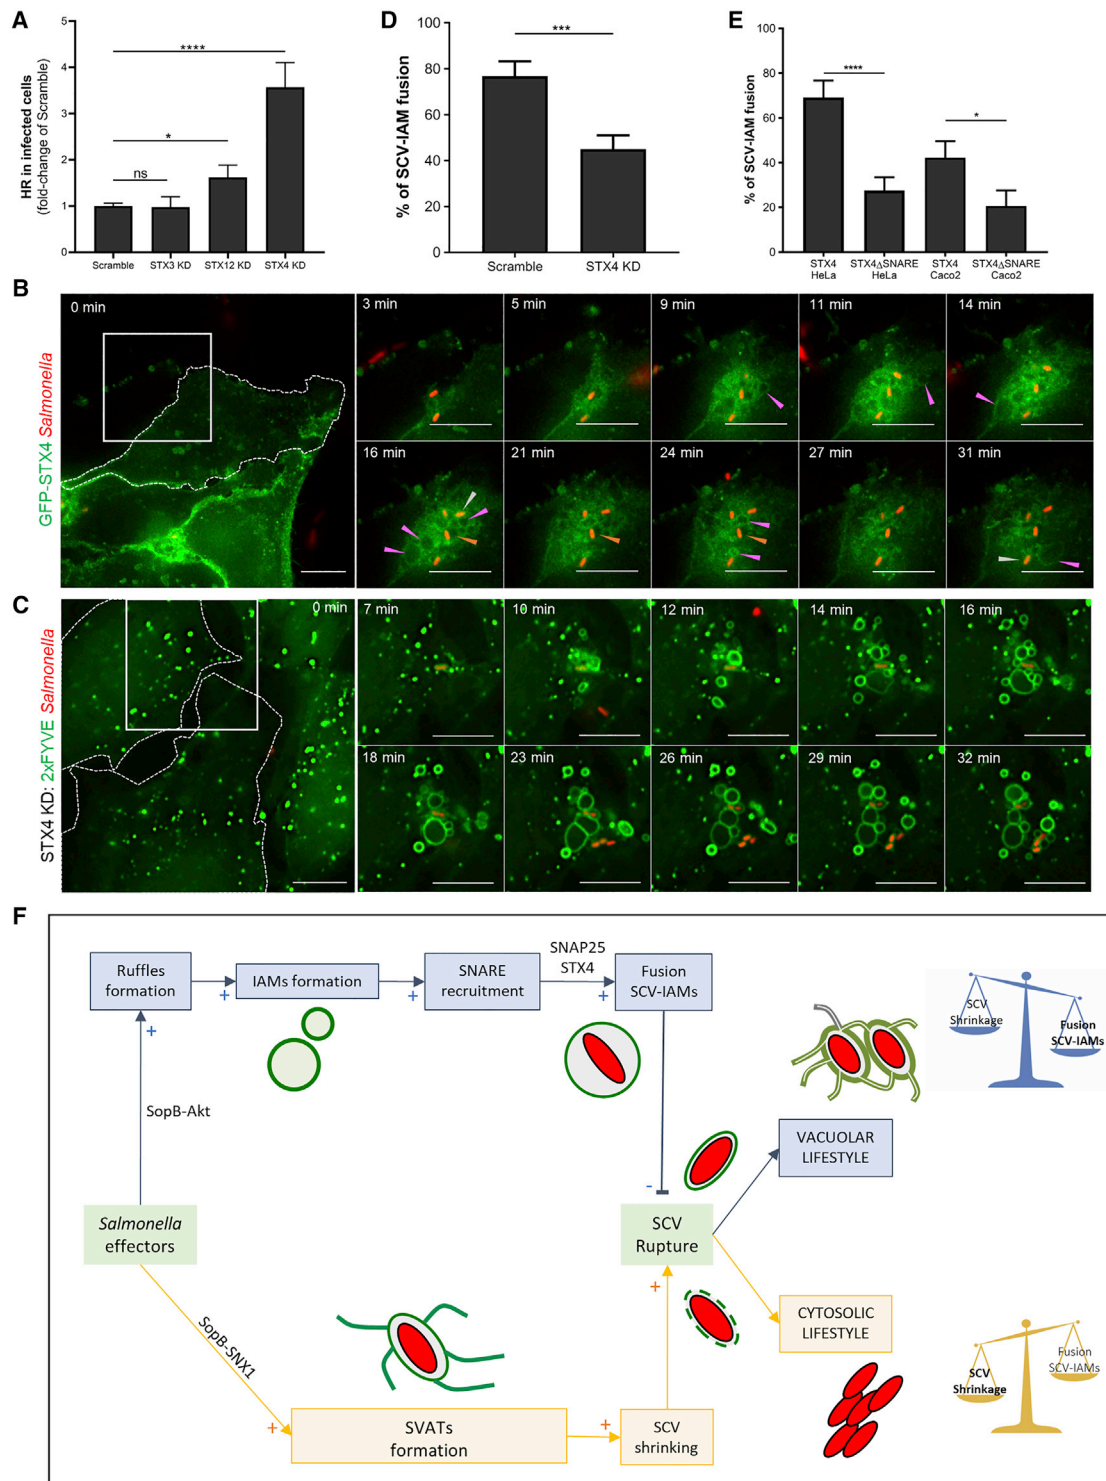 A
HR in infected cells
(fold-change of Scramble)
5
4
3
2
1
0
****
*
ns
Scramble
STX3 KD
STX12 KD
STX4 KD
D
% of SCV-IAM fusion
100
80
60
40
20
0
***
Scramble
STX4 KD
E
% of SCV-IAM fusion
100
80
60
40
20
0
****
*
STX4
HeLa
STX4ΔSNARE
HeLa
STX4
Caco2
STX4ΔSNARE
Caco2
B
GFP-STX4 Salmonella
0 min
3 min
5 min
9 min
11 min
14 min
16 min
21 min
24 min
27 min
31 min
C
STX4 KD: 2xFYVE Salmonella
0 min
7 min
10 min
12 min
14 min
16 min
18 min
23 min
26 min
29 min
32 min
F
Ruffles
formation
+
IAMs formation
+
SNARE
recruitment
SNAP25
STX4
+
Fusion
SCV-IAMs
SCV
Shrinkage
Fusion
SCV-IAMs
+
SopB-Akt
VACUOLAR
LIFESTYLE
-
Salmonella
effectors
SCV
Rupture
+
SopB-SNX1
CYTOSOLIC
LIFESTYLE
Fusion
SCV-IAMs
SCV
Shrinkage
+
SVATs
formation
+
SCV
shrinking